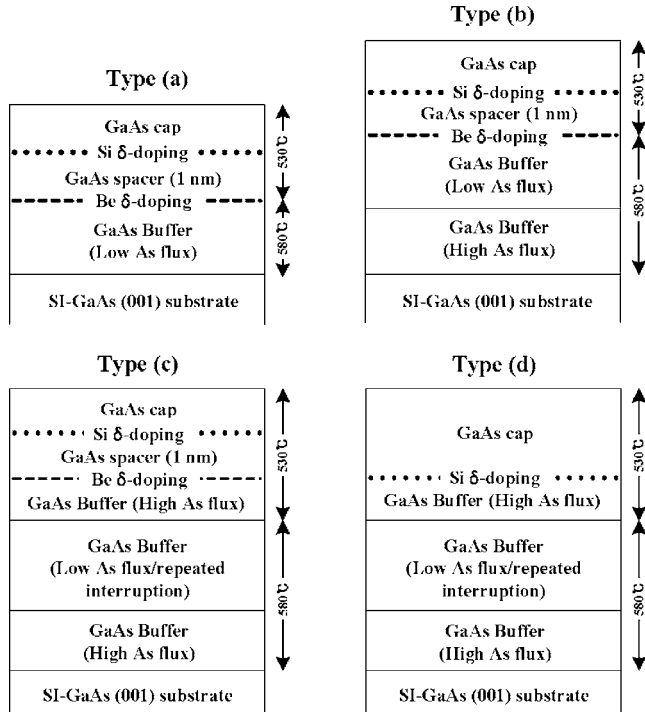 Type (a)
GaAs cap
Si δ-doping
GaAs spacer (1 nm)
Be δ-doping
GaAs Buffer
(Low As flux)
SI-GaAs (001) substrate
530℃
580℃
Type (b)
GaAs cap
Si δ-doping
GaAs spacer (1 nm)
Be δ-doping
GaAs Buffer
(Low As flux)
GaAs Buffer
(High As flux)
SI-GaAs (001) substrate
530℃
580℃
Type (c)
GaAs cap
Si δ-doping
GaAs spacer (1 nm)
Be δ-doping
GaAs Buffer (High As flux)
GaAs Buffer
(Low As flux/repeated
interruption)
GaAs Buffer
(High As flux)
SI-GaAs (001) substrate
530℃
580℃
Type (d)
GaAs cap
Si δ-doping
GaAs Buffer (High As flux)
GaAs Buffer
(Low As flux/repeated
interruption)
GaAs Buffer
(High As flux)
SI-GaAs (001) substrate
530℃
580℃